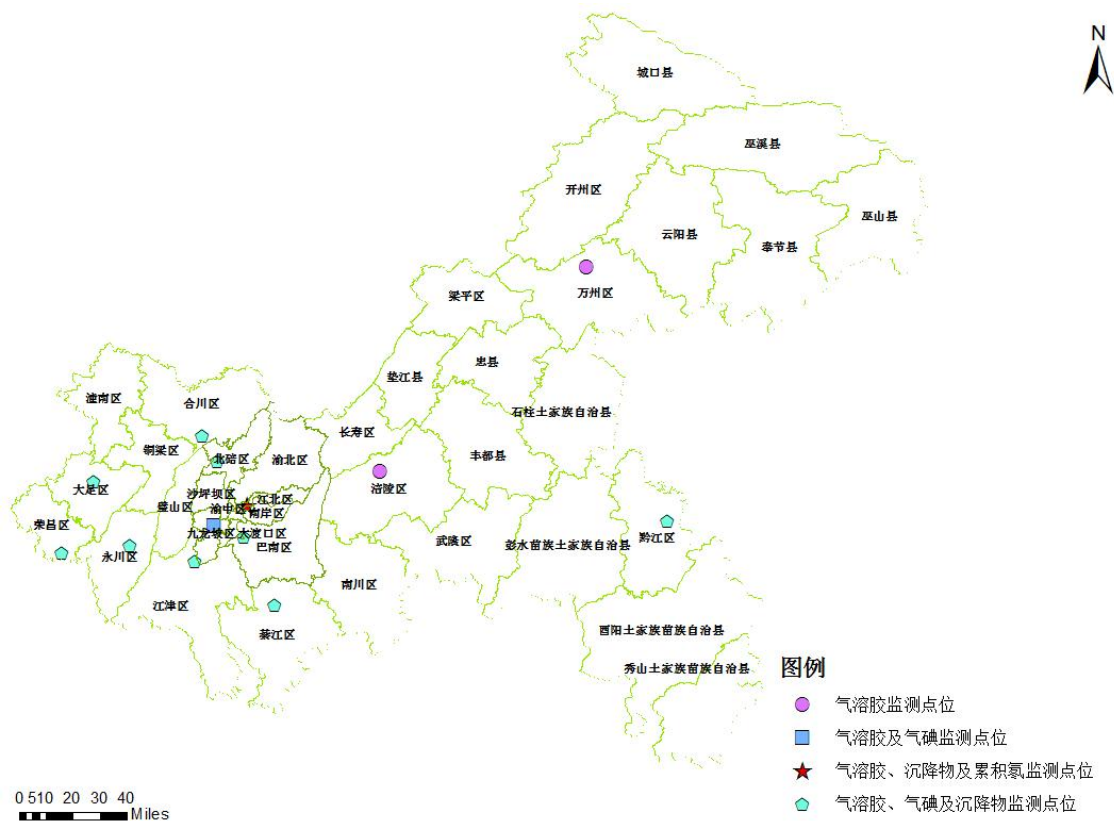 N
城口县
巫溪县
开州区
巫山县
云阳县
奉节县
万州区
梁平区
忠县
垫江县
潼南区
合川区
石柱土家族自治县
长寿区
铜梁区
北碚区
渝北区
丰都县
大足区
涪陵区
沙坪坝区
江北区
璧山区
渝中区
南岸区
荣昌区
九龙坡区
大渡口区
黔江区
永川区
巴南区
武隆区
彭水苗族土家族自治县
南川区
江津区
綦江区
酉阳土家族苗族自治县
秀山土家族苗族自治县
图例
气溶胶监测点位
气溶胶及气碘监测点位
气溶胶、沉降物及累积氡监测点位
气溶胶、气碘及沉降物监测点位
0 510 20 30 40
Miles